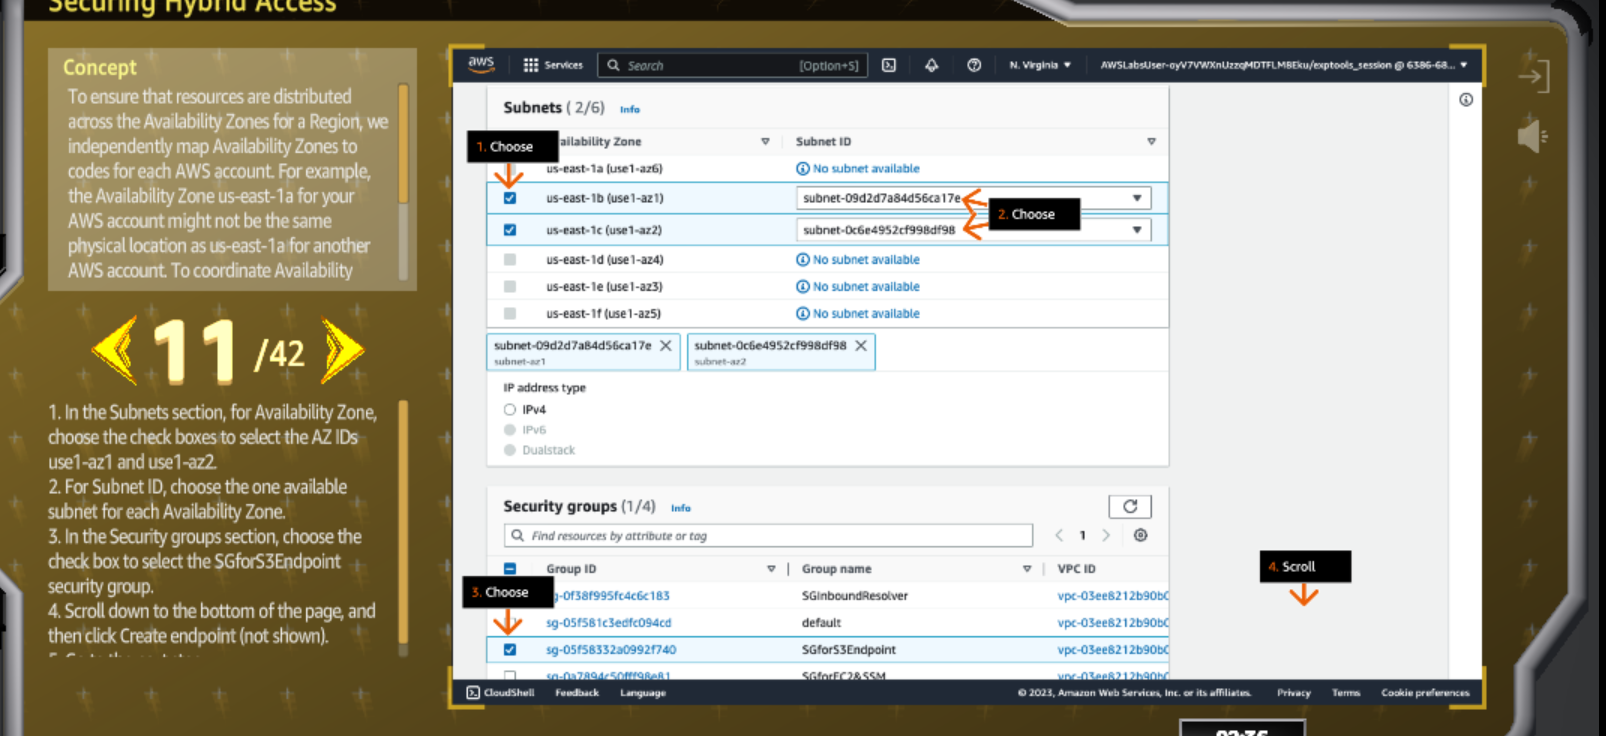 Securing Hybrid Access
Concept
To ensure that resources are distributed
across the Availability Zones for a Region, we
independently map Availability Zones to
codes for each AWS account. For example,
the Availability Zone us-east-1a for your
AWS account might not be the same
physical location as us-east-1a for another
AWS account. To coordinate Availability
11 /42
1. In the Subnets section, for Availability Zone,
choose the check boxes to select the AZ IDs
use1-az1 and use1-az2.
2. For Subnet ID, choose the one available
subnet for each Availability Zone.
3. In the Security groups section, choose the
check box to select the SGforS3Endpoint
security group.
4. Scroll down to the bottom of the page, and
then click Create endpoint (not shown).
aws Services Search [Option+S] N. Virginia AWSLabsUser-oyV7VWXnUzzqMDTFLMBEku/exptools_session @ 6386-68...
Subnets (2/6) Info
1. Choose
ailability Zone Subnet ID
us-east-1a (use1-az6) No subnet available
us-east-1b (use1-az1) subnet-09d2d7a84d56ca17e
2. Choose
us-east-1c (use1-az2) subnet-0c6e4952cf998df98
us-east-1d (use1-az4) No subnet available
us-east-1e (use1-az3) No subnet available
us-east-1f (use1-az5) No subnet available
subnet-09d2d7a84d56ca17e subnet-0c6e4952cf998df98
subnet-az1 subnet-az2
IP address type
IPv4
IPv6
Dualstack
Security groups (1/4) Info
Find resources by attribute or tag 1
Group ID Group name VPC ID
3. Choose
g-0f38f995fc4c6c183 SGInboundResolver vpc-03ee8212b90b0
sg-05f581c3edfc094cd default vpc-03ee8212b90b0
sg-05f58332a0992f740 SGforS3Endpoint vpc-03ee8212b90b0
sg-0a7894c50fff98e81 SGforEC2&SSM vpc-03ee8212b90b0
4. Scroll
CloudShell Feedback Language © 2023, Amazon Web Services, Inc. or its affiliates. Privacy Terms Cookie preferences